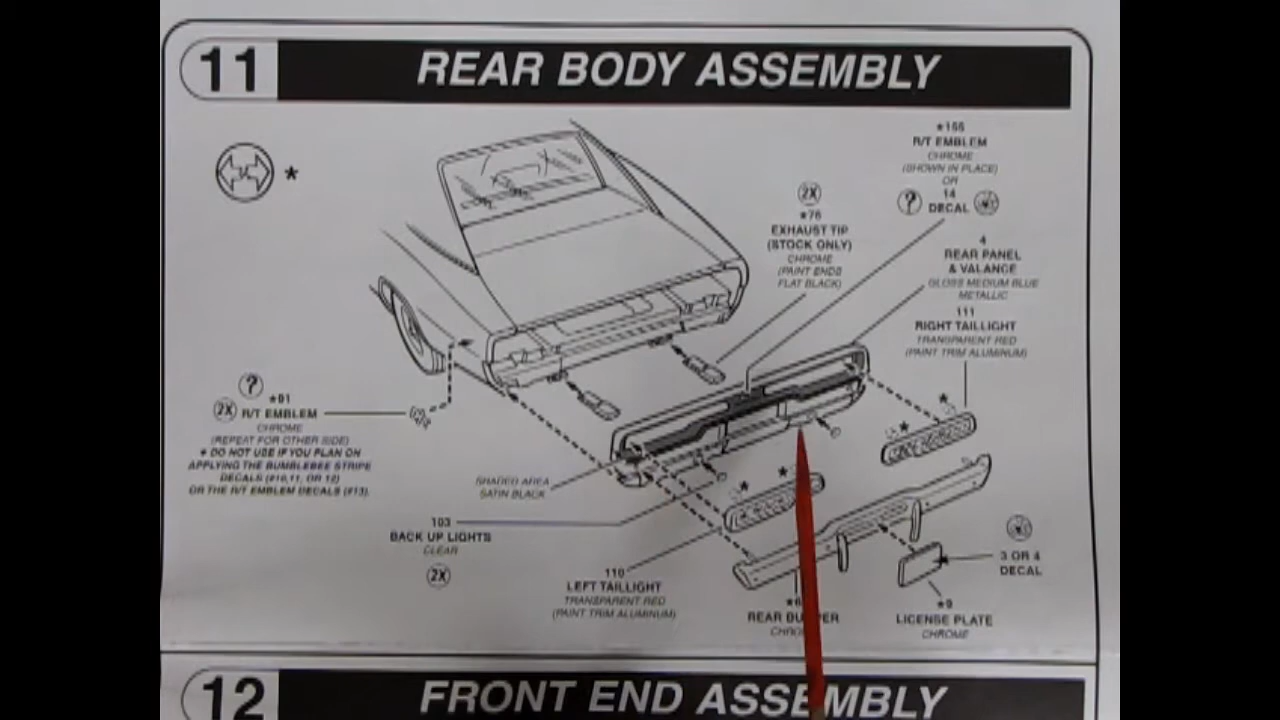 11 REAR BODY ASSEMBLY
★155
R/T EMBLEM
CHROME
(SHOWN IN PLACE)
OR
? 14
DECAL
2X
★76
EXHAUST TIP
(STOCK ONLY)
CHROME
(PAINT ENDS
FLAT BLACK)
4
REAR PANEL
& VALANCE
GLOSS MEDIUM BLUE
METALLIC
111
RIGHT TAILLIGHT
TRANSPARENT RED
(PAINT TRIM ALUMINUM)
★
?
★91
2X R/T EMBLEM
CHROME
(REPEAT FOR OTHER SIDE)
★ DO NOT USE IF YOU PLAN ON
APPLYING THE BUMBLEBEE STRIPE
DECALS (#10,11, OR 12)
OR THE R/T EMBLEM DECALS (#13).
SHADED AREA
SATIN BLACK
103
BACK UP LIGHTS
CLEAR
2X
110
LEFT TAILLIGHT
TRANSPARENT RED
(PAINT TRIM ALUMINUM)
REAR BUMPER
3 OR 4
DECAL
★9
LICENSE PLATE
CHROME
12 FRONT END ASSEMBLY